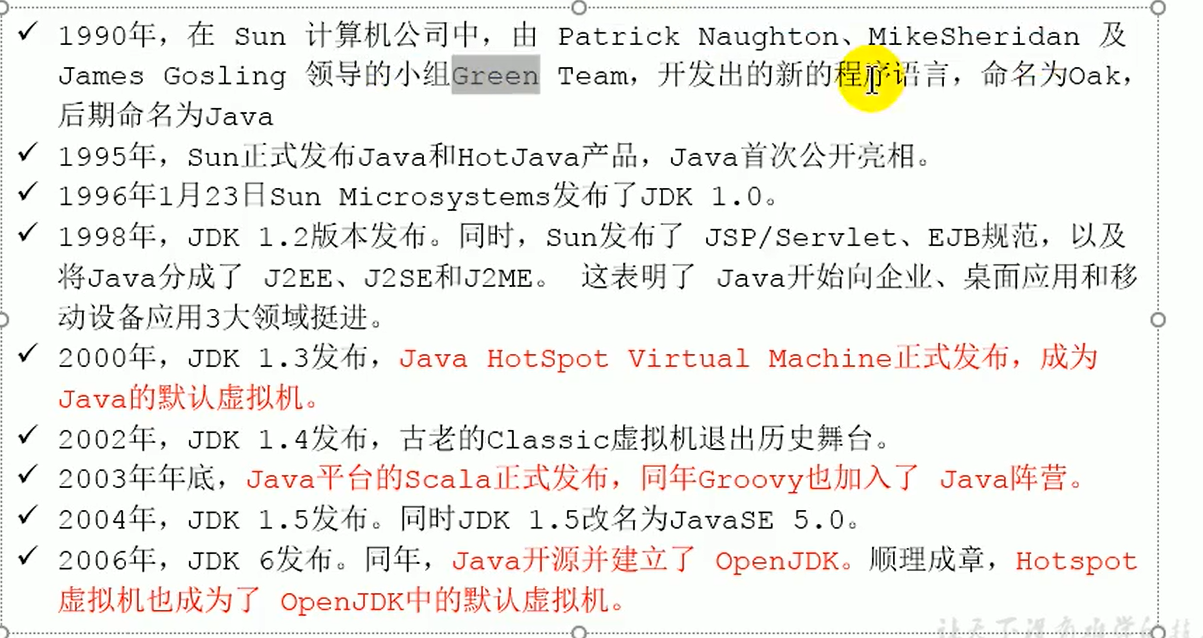 ✓ 1990年，在 Sun 计算机公司中，由 Patrick Naughton、MikeSheridan 及
James Gosling 领导的小组Green Team，开发出的新的程序语言，命名为Oak，
后期命名为Java
✓ 1995年，Sun正式发布Java和HotJava产品，Java首次公开亮相。
✓ 1996年1月23日Sun Microsystems发布了JDK 1.0。
✓ 1998年，JDK 1.2版本发布。同时，Sun发布了 JSP/Servlet、EJB规范，以及
将Java分成了 J2EE、J2SE和J2ME。 这表明了 Java开始向企业、桌面应用和移
动设备应用3大领域挺进。
✓ 2000年，JDK 1.3发布，Java HotSpot Virtual Machine正式发布，成为
Java的默认虚拟机。
✓ 2002年，JDK 1.4发布，古老的Classic虚拟机退出历史舞台。
✓ 2003年年底，Java平台的Scala正式发布，同年Groovy也加入了 Java阵营。
✓ 2004年，JDK 1.5发布。同时JDK 1.5改名为JavaSE 5.0。
✓ 2006年，JDK 6发布。同年，Java开源并建立了 OpenJDK。顺理成章，Hotspot
虚拟机也成为了 OpenJDK中的默认虚拟机。